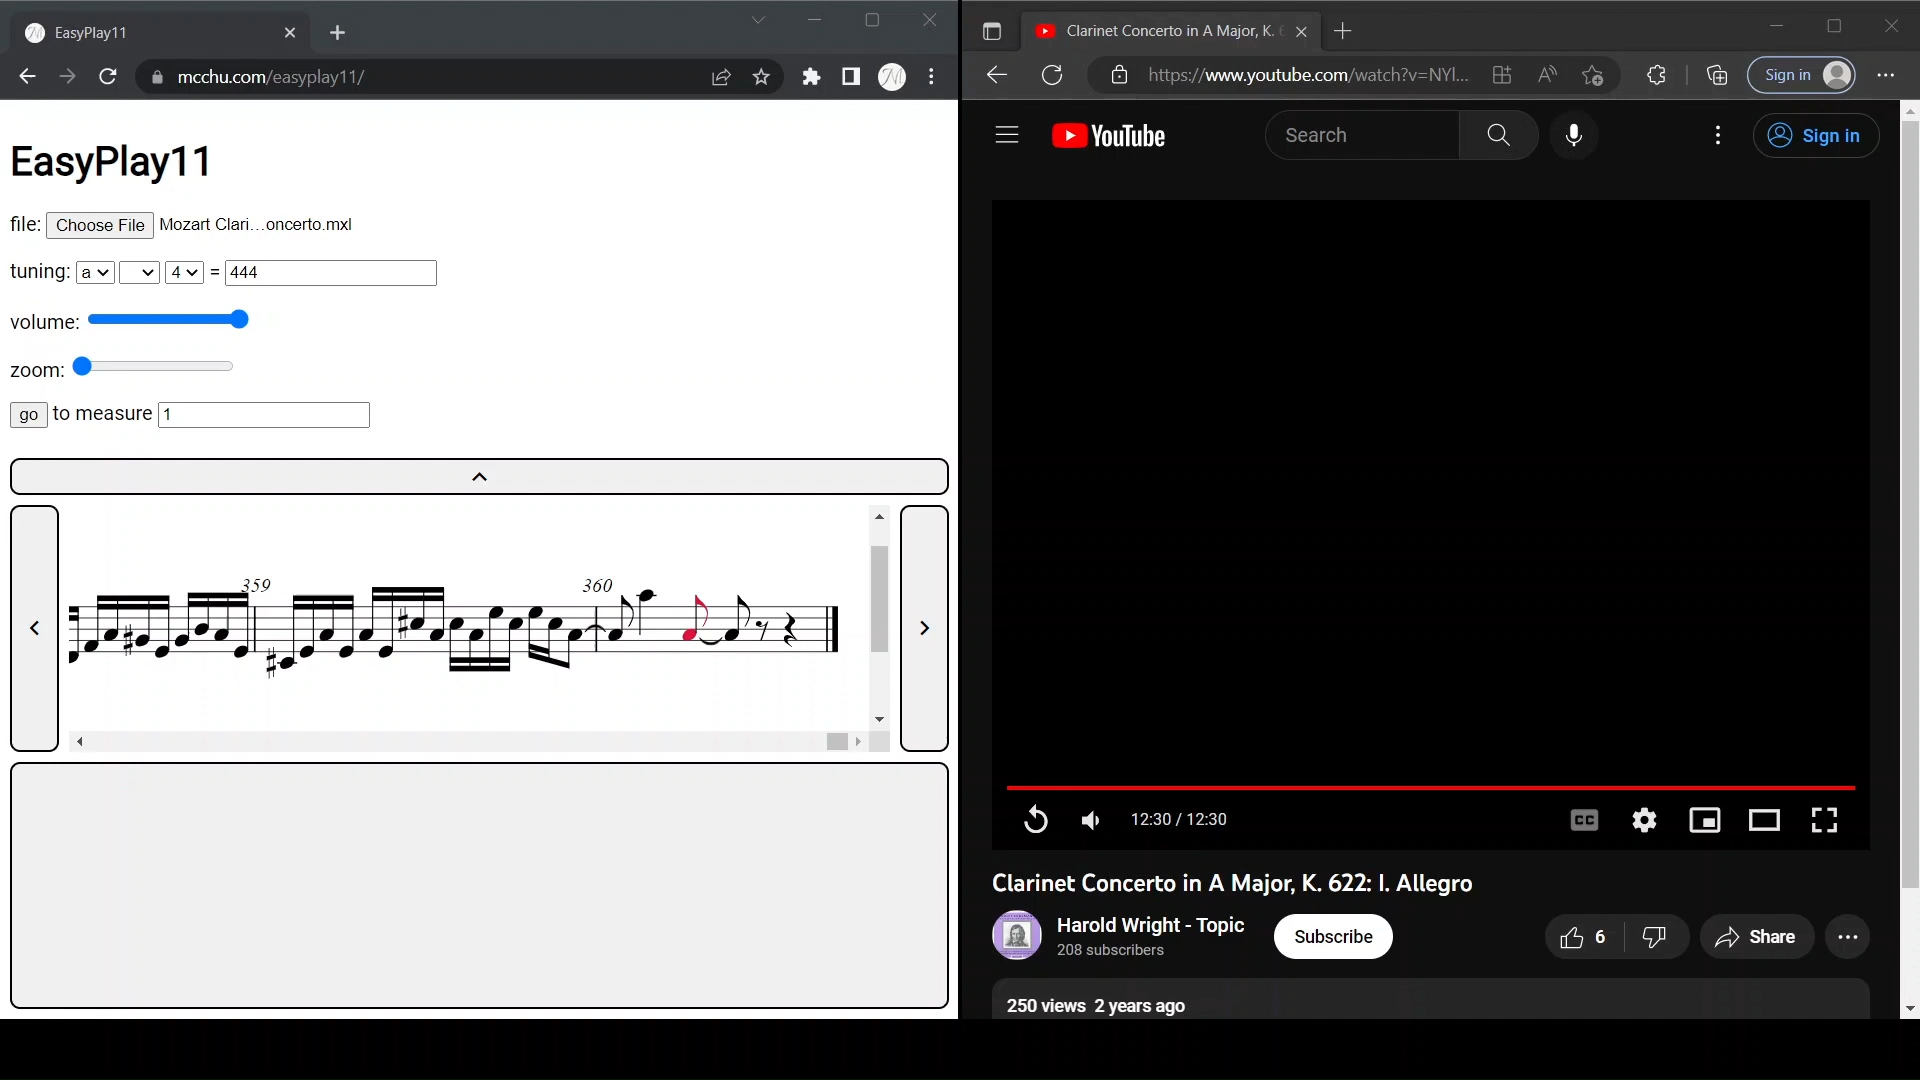 EasyPlay11
mcchu.com/easyplay11/
EasyPlay11
file: Choose File Mozart Clari…oncerto.mxl
tuning: a 4 = 444
volume:
zoom:
go to measure 1
359 360
Clarinet Concerto in A Major, K. 6
https://www.youtube.com/watch?v=NYl...
Sign in
YouTube
Search
Sign in
12:30 / 12:30
CC
Clarinet Concerto in A Major, K. 622: I. Allegro
Harold Wright - Topic
208 subscribers
Subscribe
6
Share
250 views 2 years ago